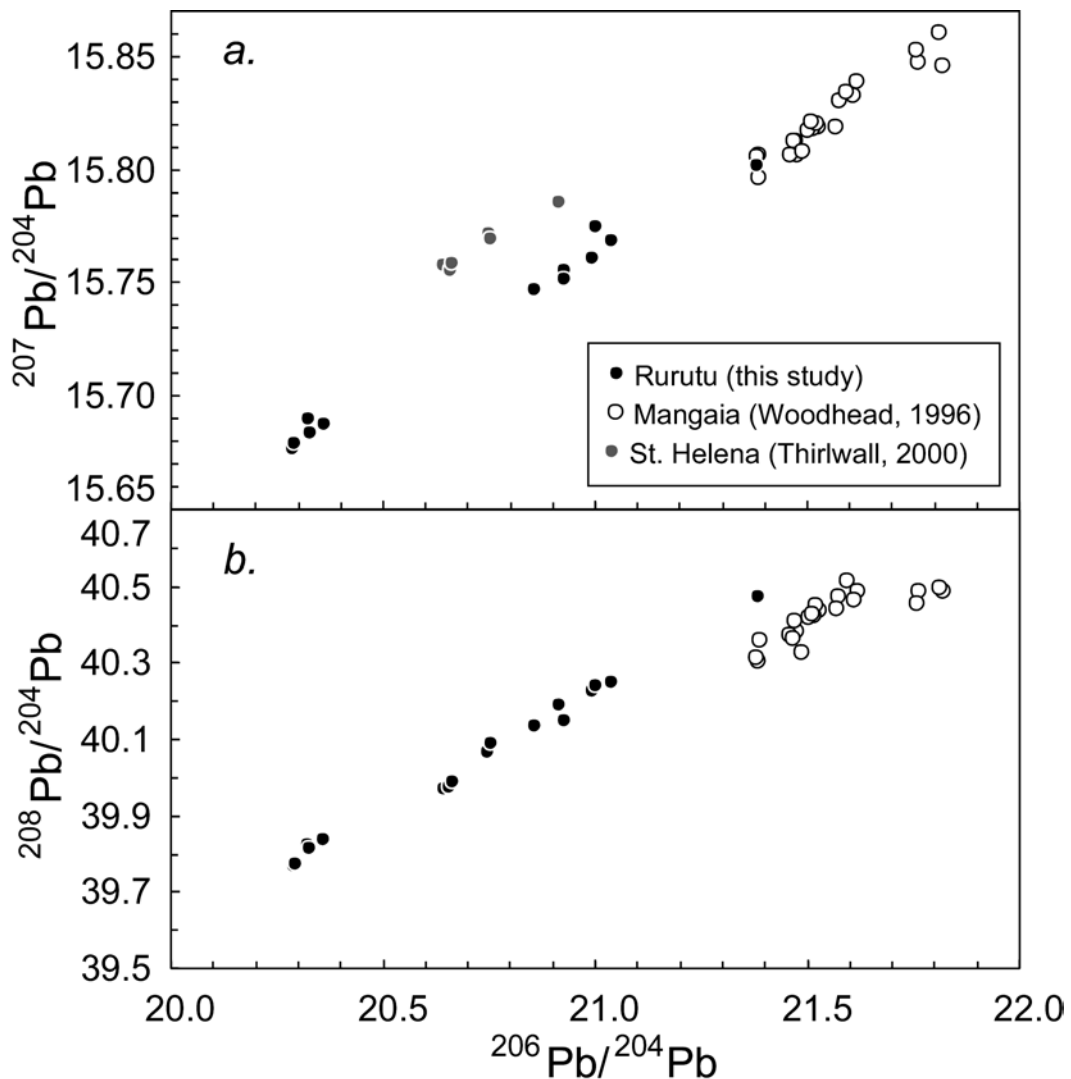 a.
15.85
15.80
15.75
15.70
15.65
207Pb/204Pb
Rurutu (this study)
Mangaia (Woodhead, 1996)
St. Helena (Thirlwall, 2000)
b.
40.7
40.5
40.3
40.1
39.9
39.7
39.5
208Pb/204Pb
20.0 20.5 21.0 21.5 22.0
206Pb/204Pb